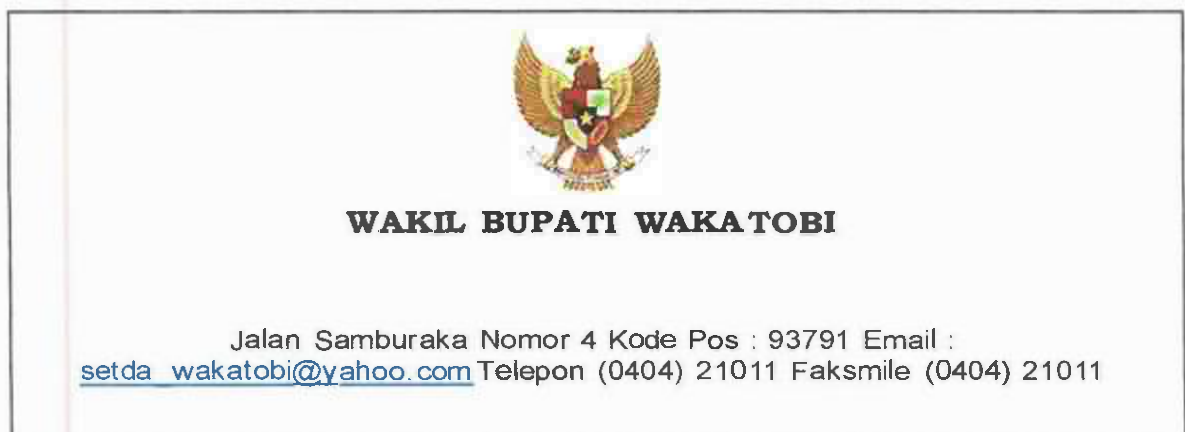 WAKIL BUPATI WAKATOBI
Jalan Samburaka Nomor 4 Kode Pos : 93791 Email :
setda_wakatobi@yahoo.com Telepon (0404) 21011 Faksmile (0404) 21011